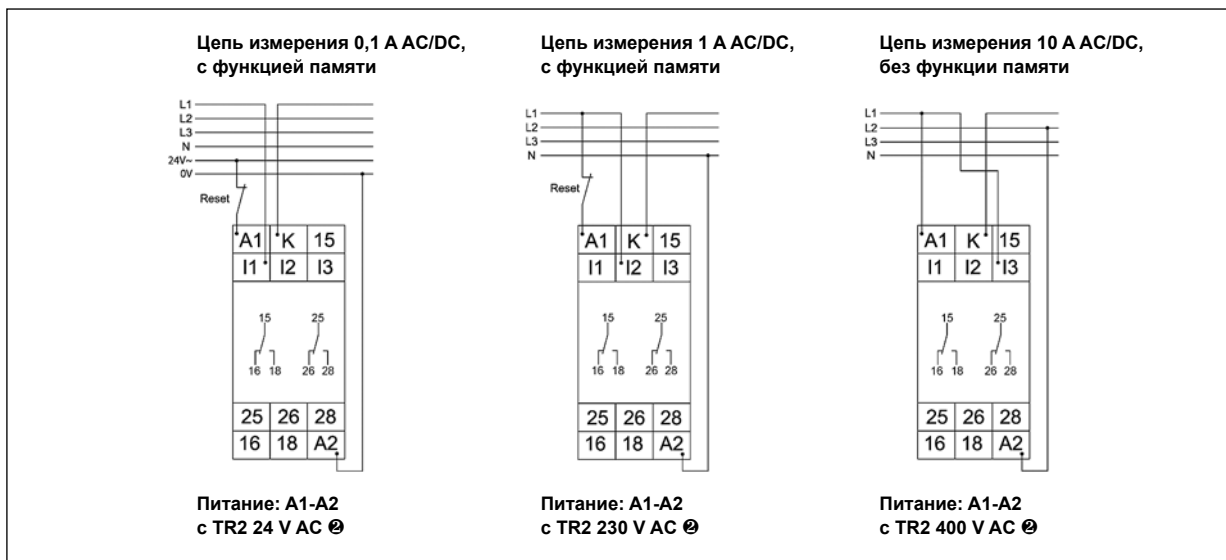 Цепь измерения 0,1 A AC/DC,
с функцией памяти
L1
L2
L3
N
24V~
0V
Reset
A1 K 15
I1 I2 I3
15 25
16 18 26 28
25 26 28
16 18 A2
Питание: A1-A2
с TR2 24 V AC ❷
Цепь измерения 1 A AC/DC,
с функцией памяти
L1
L2
L3
N
Reset
A1 K 15
I1 I2 I3
15 25
16 18 26 28
25 26 28
16 18 A2
Питание: A1-A2
с TR2 230 V AC ❷
Цепь измерения 10 A AC/DC,
без функции памяти
L1
L2
L3
N
A1 K 15
I1 I2 I3
15 25
16 18 26 28
25 26 28
16 18 A2
Питание: A1-A2
с TR2 400 V AC ❷